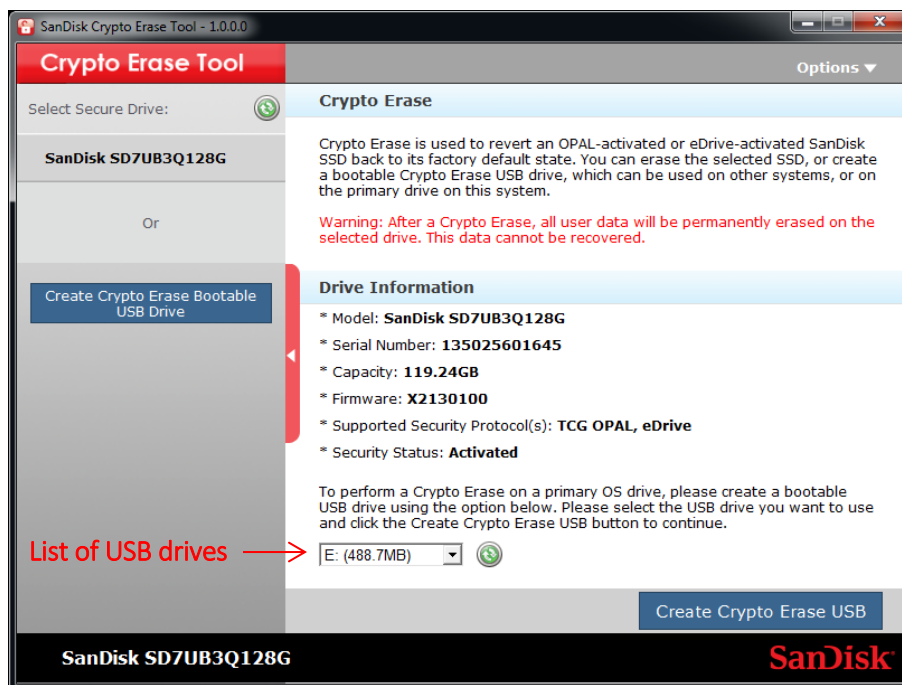 SanDisk Crypto Erase Tool - 1.0.0.0
Crypto Erase Tool
Options
Select Secure Drive:
SanDisk SD7UB3Q128G
Or
Create Crypto Erase Bootable
USB Drive
Crypto Erase
Crypto Erase is used to revert an OPAL-activated or eDrive-activated SanDisk
SSD back to its factory default state. You can erase the selected SSD, or create
a bootable Crypto Erase USB drive, which can be used on other systems, or on
the primary drive on this system.
Warning: After a Crypto Erase, all user data will be permanently erased on the
selected drive. This data cannot be recovered.
Drive Information
* Model: SanDisk SD7UB3Q128G
* Serial Number: 135025601645
* Capacity: 119.24GB
* Firmware: X2130100
* Supported Security Protocol(s): TCG OPAL, eDrive
* Security Status: Activated
To perform a Crypto Erase on a primary OS drive, please create a bootable
USB drive using the option below. Please select the USB drive you want to use
and click the Create Crypto Erase USB button to continue.
List of USB drives
E: (488.7MB)
Create Crypto Erase USB
SanDisk SD7UB3Q128G
SanDisk